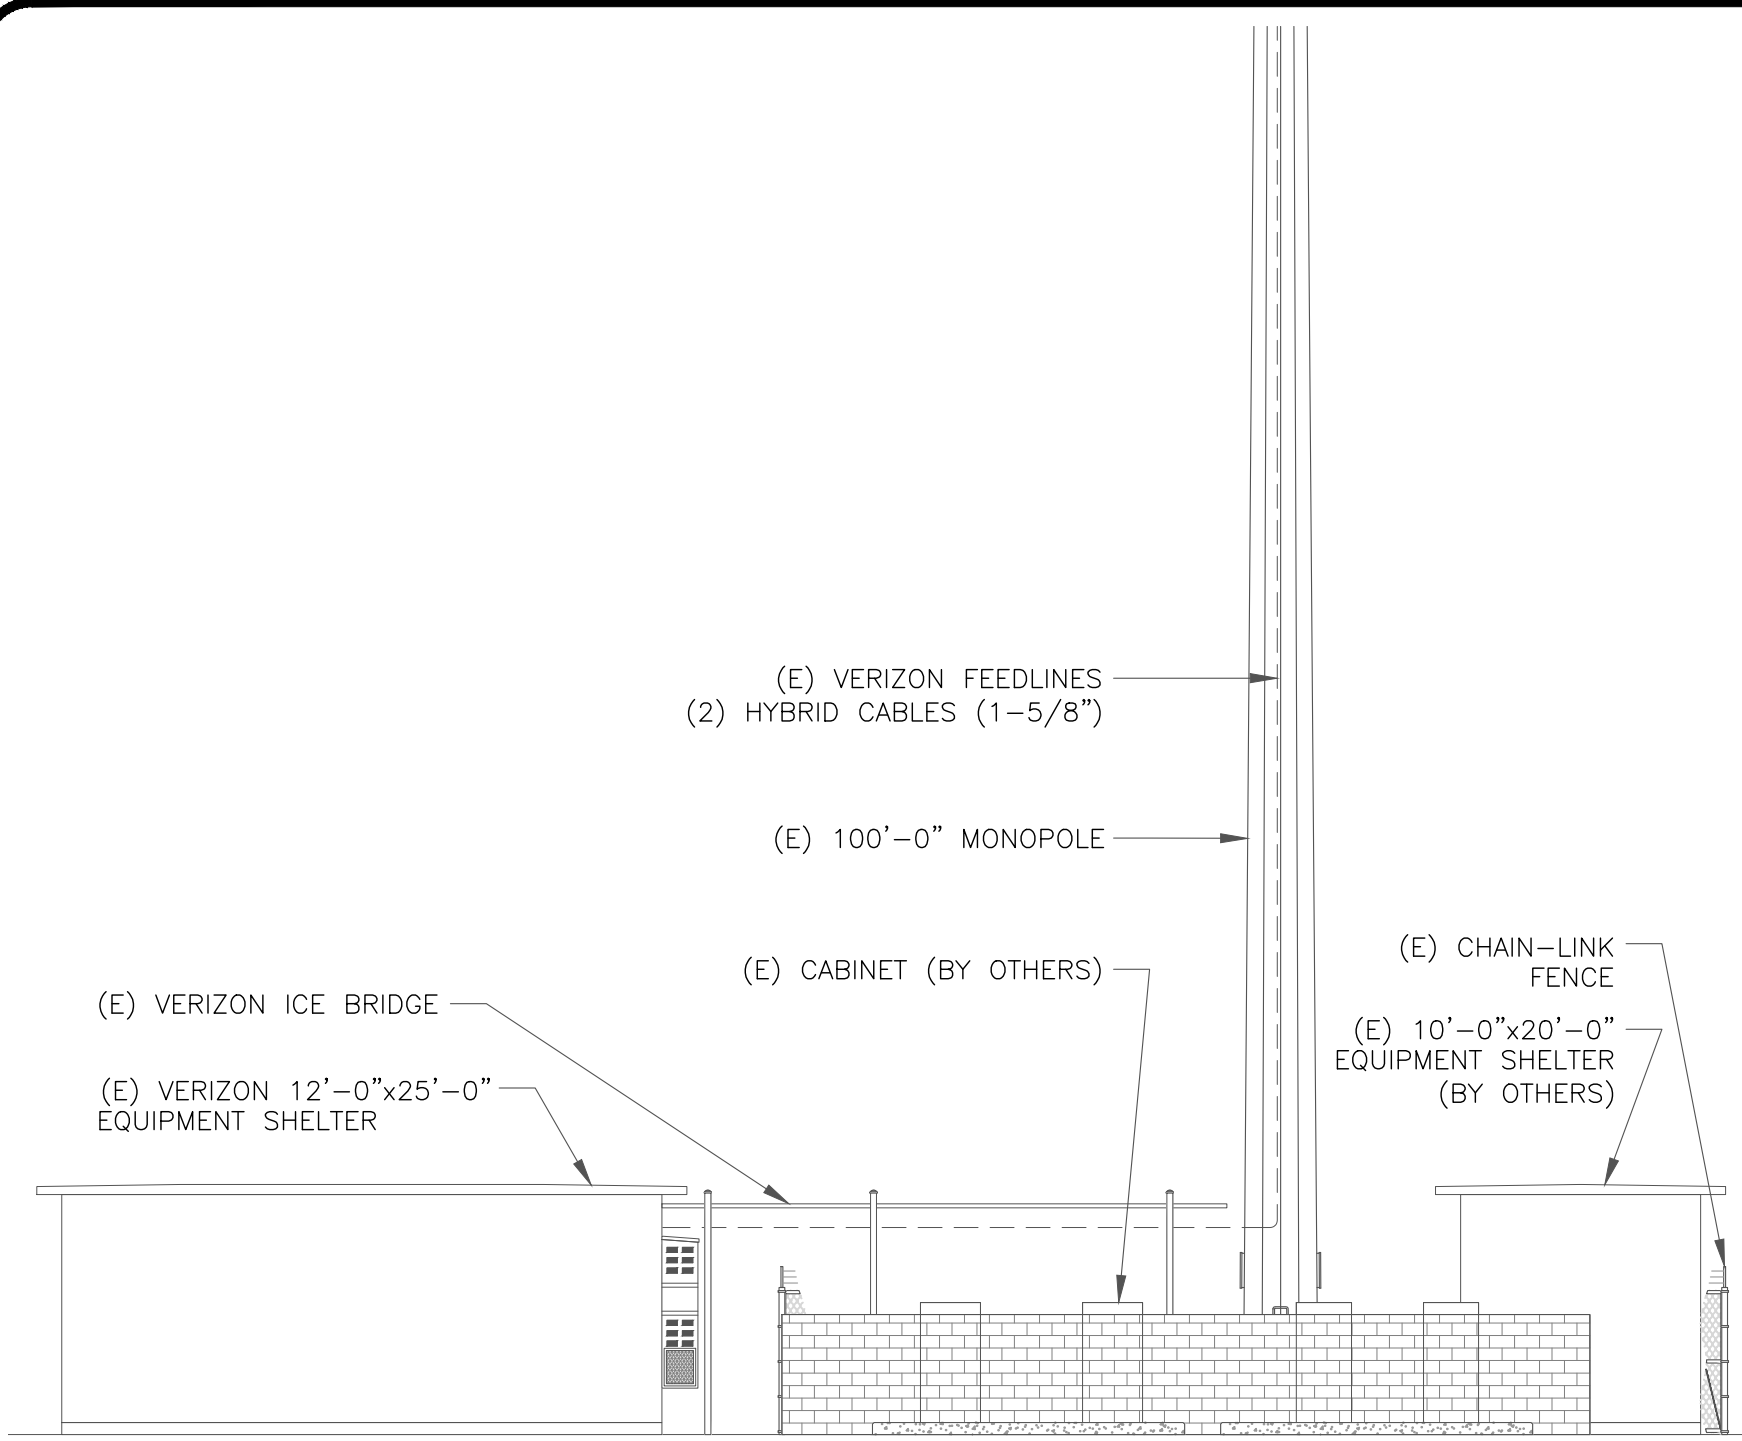 (E) VERIZON FEEDLINES
(2) HYBRID CABLES (1-5/8")
(E) 100'-0" MONOPOLE
(E) CABINET (BY OTHERS)
(E) CHAIN-LINK
FENCE
(E) VERIZON ICE BRIDGE
(E) 10'-0"x20'-0"
EQUIPMENT SHELTER
(BY OTHERS)
(E) VERIZON 12'-0"x25'-0"
EQUIPMENT SHELTER